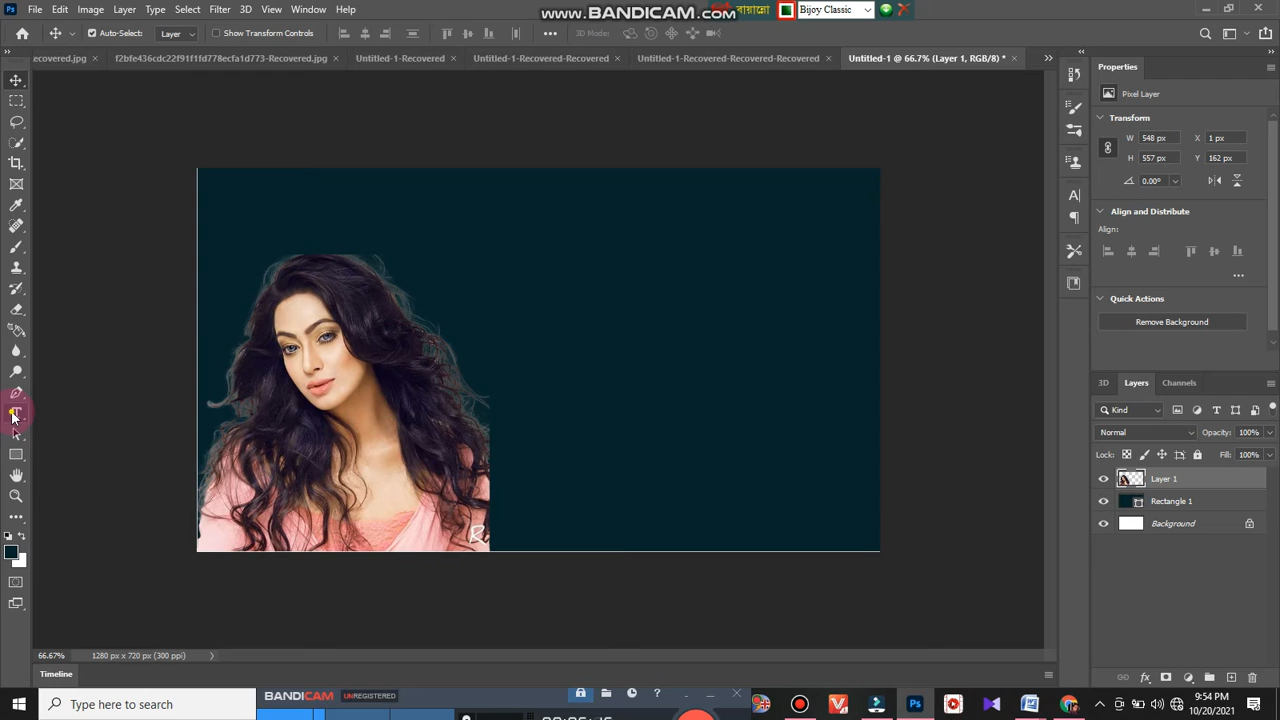 File Edit Image Layer Type Select Filter 3D View Window Help
www.BANDICAM.com
Bijoy Classic
Auto-Select: Layer Show Transform Controls 3D Mode:
ecovered.jpg × f2bfe436cdc22f91f1fd778ecfa1d773-Recovered.jpg × Untitled-1-Recovered × Untitled-1-Recovered-Recovered × Untitled-1-Recovered-Recovered-Recovered × Untitled-1 @ 66.7% (Layer 1, RGB/8) * ×
Properties
Pixel Layer
Transform
W 548 px X 1 px
H 557 px Y 162 px
0.00°
Align and Distribute
Align:
Quick Actions
Remove Background
3D Layers Channels
Kind
Normal Opacity: 100%
Lock: Fill: 100%
Layer 1
Rectangle 1
Background
R
66.67% 1280 px x 720 px (300 ppi)
Timeline
Type here to search
BANDICAM UNREGISTERED
9:54 PM